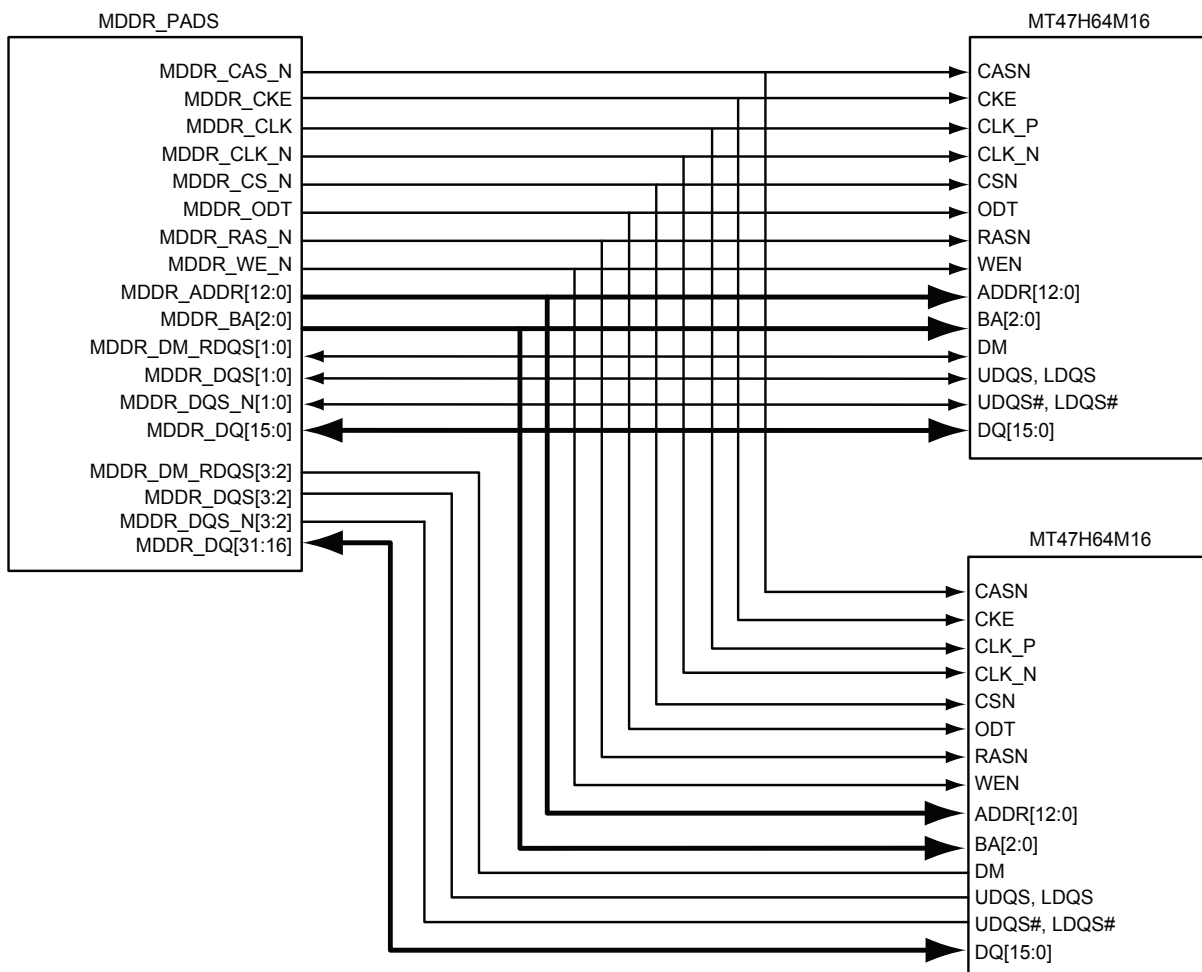 MDDR_PADS
MDDR_CAS_N
MDDR_CKE
MDDR_CLK
MDDR_CLK_N
MDDR_CS_N
MDDR_ODT
MDDR_RAS_N
MDDR_WE_N
MDDR_ADDR[12:0]
MDDR_BA[2:0]
MDDR_DM_RDQS[1:0]
MDDR_DQS[1:0]
MDDR_DQS_N[1:0]
MDDR_DQ[15:0]
MDDR_DM_RDQS[3:2]
MDDR_DQS[3:2]
MDDR_DQS_N[3:2]
MDDR_DQ[31:16]
MT47H64M16
CASN
CKE
CLK_P
CLK_N
CSN
ODT
RASN
WEN
ADDR[12:0]
BA[2:0]
DM
UDQS, LDQS
UDQS#, LDQS#
DQ[15:0]
MT47H64M16
CASN
CKE
CLK_P
CLK_N
CSN
ODT
RASN
WEN
ADDR[12:0]
BA[2:0]
DM
UDQS, LDQS
UDQS#, LDQS#
DQ[15:0]